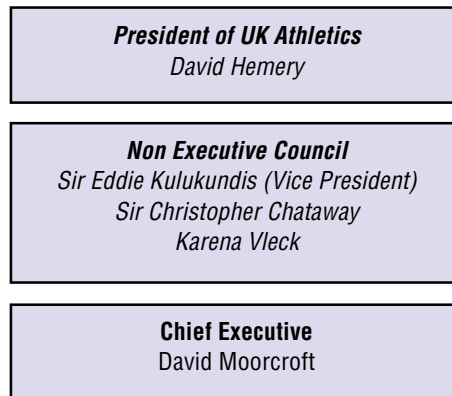 President of UK Athletics
David Hemery
Non Executive Council
Sir Eddie Kulukundis (Vice President)
Sir Christopher Chataway
Karena Vleck
Chief Executive
David Moorcroft